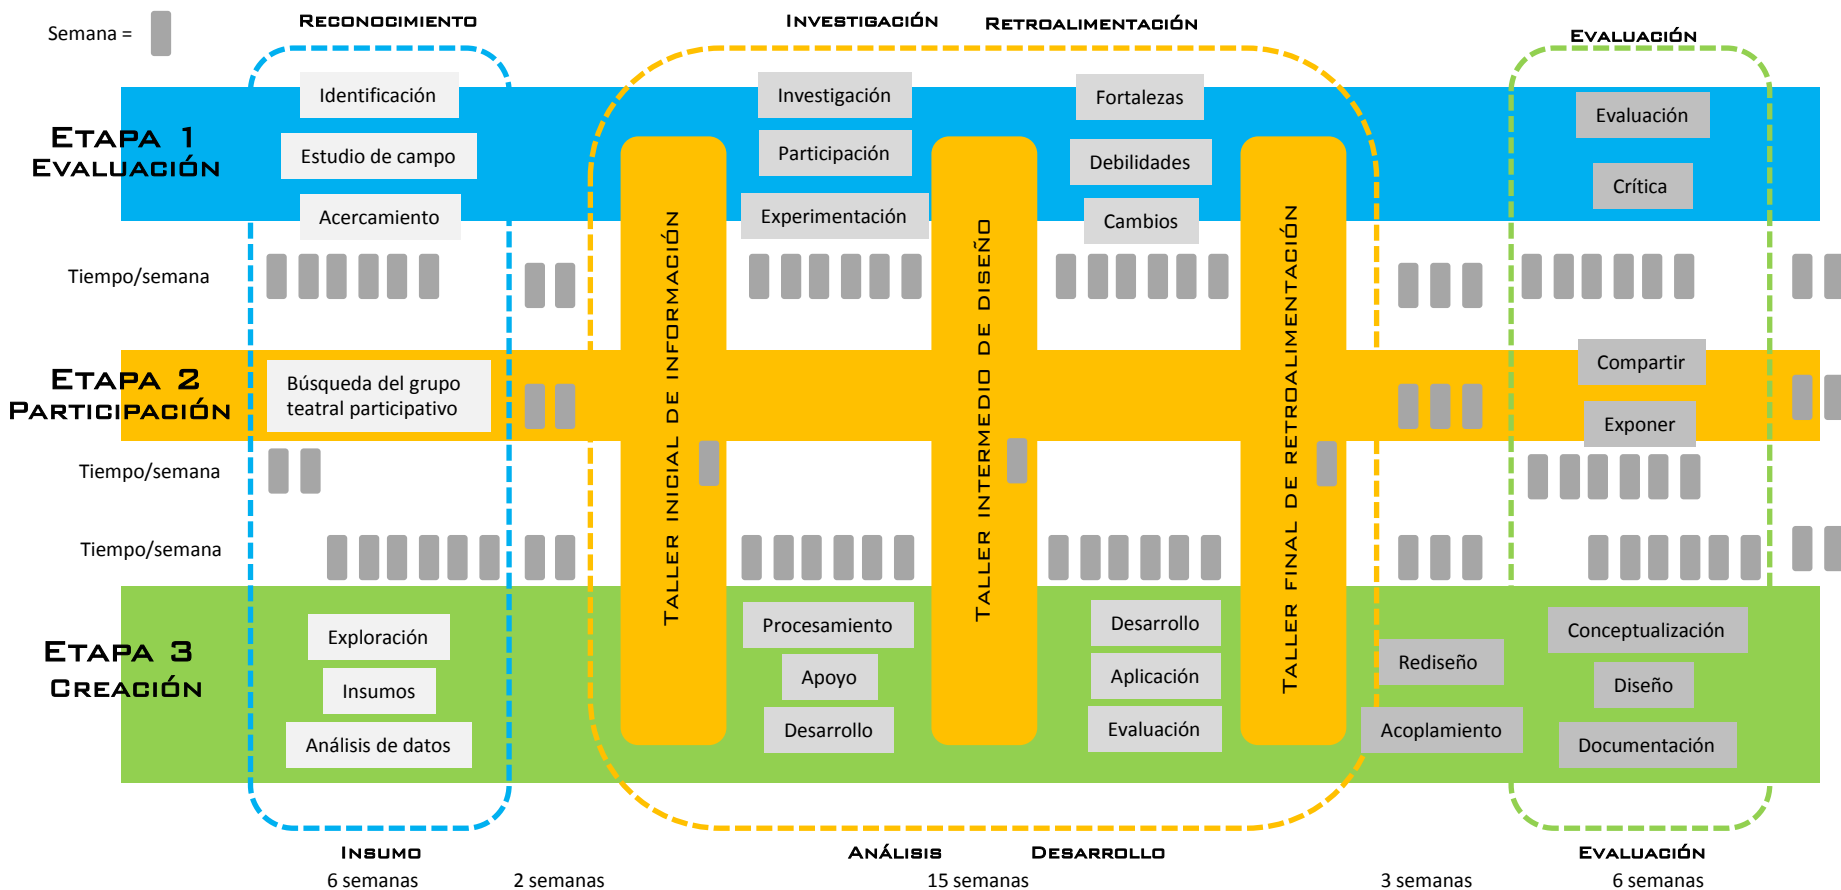 Semana =
RECONOCIMIENTO
INVESTIGACIÓN
RETROALIMENTACIÓN
EVALUACIÓN
ETAPA 1
EVALUACIÓN
Identificación
Estudio de campo
Acercamiento
Investigación
Participación
Experimentación
Fortalezas
Debilidades
Cambios
Evaluación
Crítica
Tiempo/semana
ETAPA 2
PARTICIPACIÓN
Búsqueda del grupo
teatral participativo
Compartir
Exponer
TALLER INICIAL DE INFORMACIÓN
TALLER INTERMEDIO DE DISEÑO
TALLER FINAL DE RETROALIMENTACIÓN
Tiempo/semana
Tiempo/semana
ETAPA 3
CREACIÓN
Exploración
Insumos
Análisis de datos
Procesamiento
Apoyo
Desarrollo
Desarrollo
Aplicación
Evaluación
Rediseño
Acoplamiento
Conceptualización
Diseño
Documentación
INSUMO
ANÁLISIS
DESARROLLO
EVALUACIÓN
6 semanas
2 semanas
15 semanas
3 semanas
6 semanas